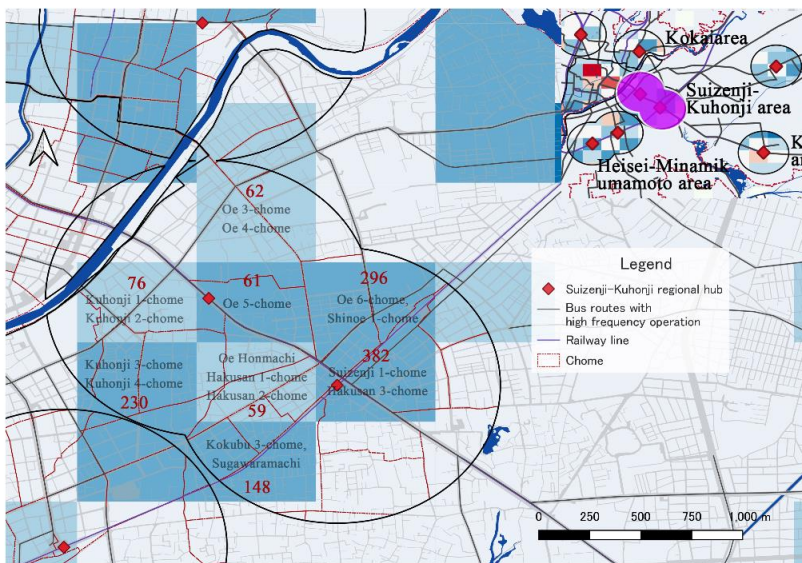 62
Oe 3-chome
Oe 4-chome
76
Kuhonji 1-chome
Kuhonji 2-chome
61
Oe 5-chome
296
Oe 6-chome,
Shinoe 1-chome
Kuhonji 3-chome
Kuhonji 4-chome
230
Oe Honmachi
Hakusan 1-chome
Hakusan 2-chome
59
382
Suizenji 1-chome
Hakusan 3-chome
Kokubu 3-chome,
Sugawaramachi
148
Kokaiarea
Suizenji-
Kuhonji area
Heisei-Minamik
umamoto area
K
Legend
Suizenji-Kuhonji regional hub
Bus routes with
high frequency operation
Railway line
Chome
0 250 500 750 1,000 m